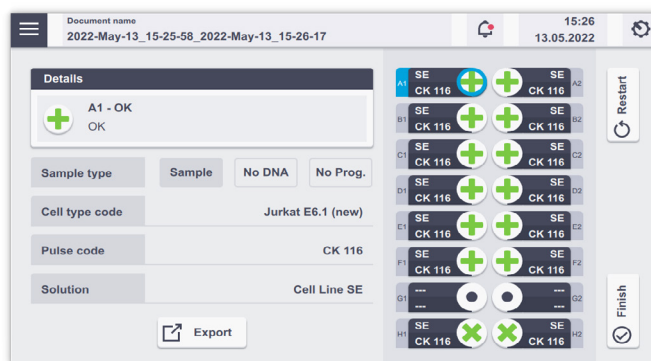 Document name
2022-May-13_15-25-58_2022-May-13_15-26-17
15:26
13.05.2022
Details
A1 - OK
OK
Sample type
Sample
No DNA
No Prog.
Cell type code
Jurkat E6.1 (new)
Pulse code
CK 116
Solution
Cell Line SE
Export
A1
SE
CK 116
SE
CK 116
A2
B1
SE
CK 116
SE
CK 116
B2
C1
SE
CK 116
SE
CK 116
C2
D1
SE
CK 116
SE
CK 116
D2
E1
SE
CK 116
SE
CK 116
E2
F1
SE
CK 116
SE
CK 116
F2
G1
---
---
---
---
G2
H1
SE
CK 116
SE
CK 116
H2
Restart
Finish